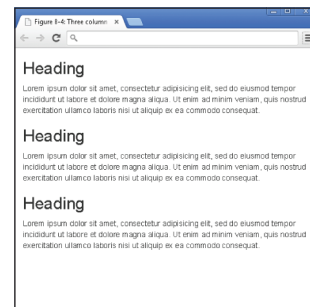 Figure II-4: Three column
Heading
Lorem ipsum dolor sit amet, consectetur adipisicing elit, sed do eiusmod tempor
incididunt ut labore et dolore magna aliqua. Ut enim ad minim veniam, quis nostrud
exercitation ullamco laboris nisi ut aliquip ex ea commodo consequat.
Heading
Lorem ipsum dolor sit amet, consectetur adipisicing elit, sed do eiusmod tempor
incididunt ut labore et dolore magna aliqua. Ut enim ad minim veniam, quis nostrud
exercitation ullamco laboris nisi ut aliquip ex ea commodo consequat.
Heading
Lorem ipsum dolor sit amet, consectetur adipisicing elit, sed do eiusmod tempor
incididunt ut labore et dolore magna aliqua. Ut enim ad minim veniam, quis nostrud
exercitation ullamco laboris nisi ut aliquip ex ea commodo consequat.